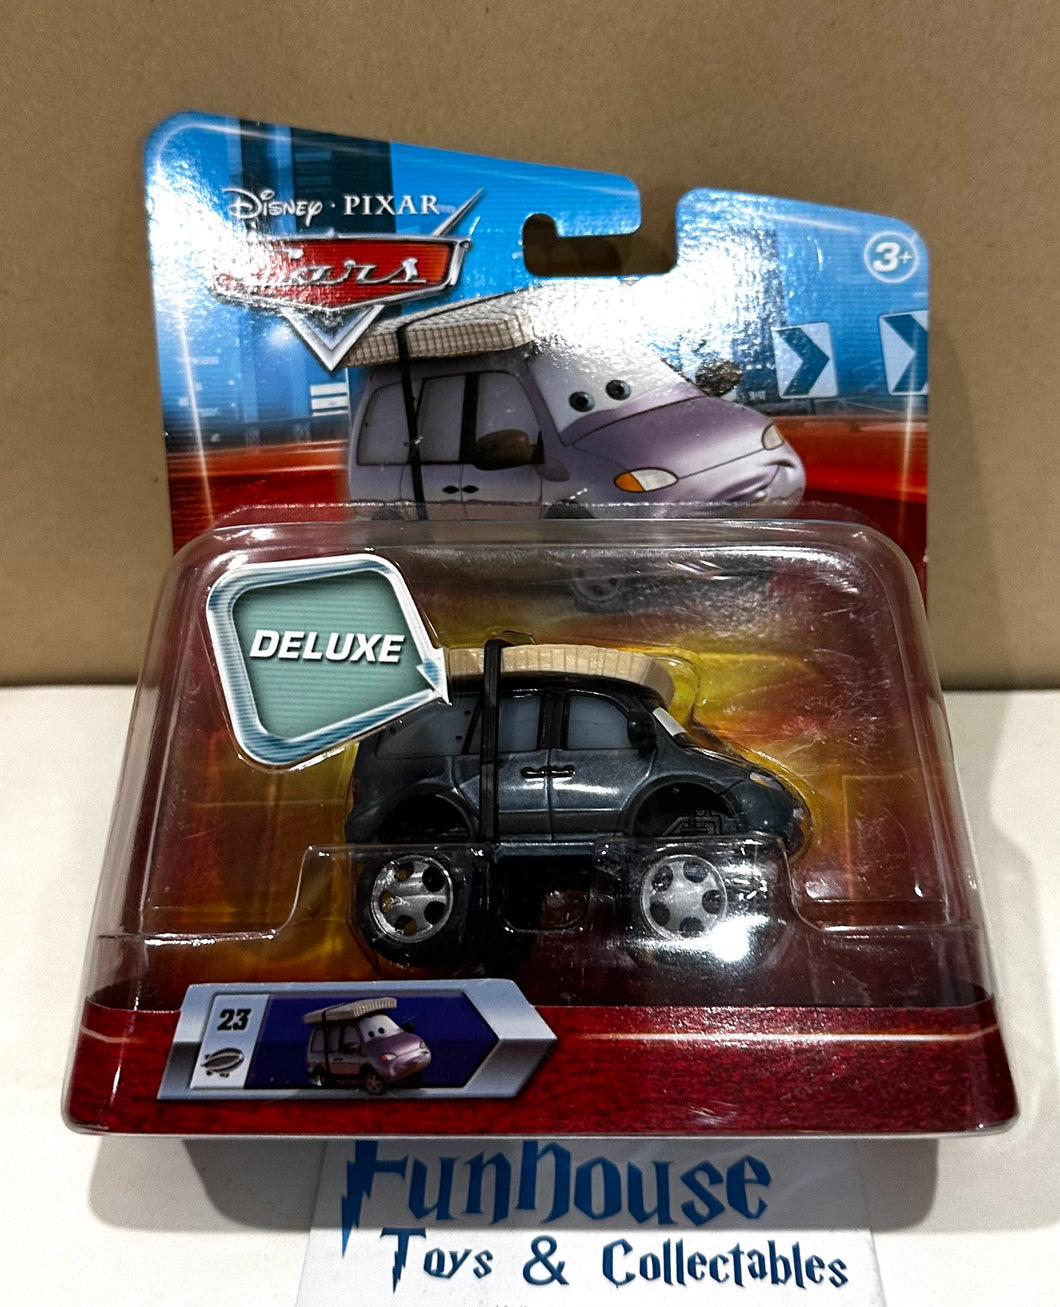 Disney · PIXAR
Cars
3+
DELUXE
23
Funhouse
Toys & Collectables